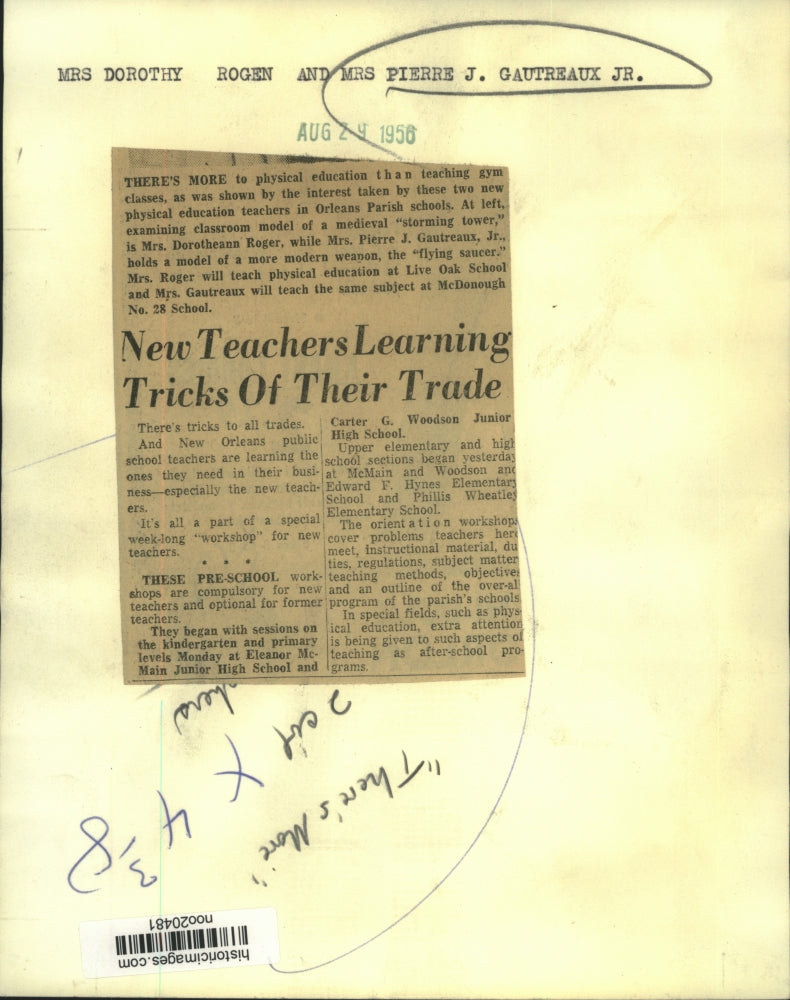 MRS DOROTHY ROGEN AND MRS PIERRE J. GAUTREAUX JR.
AUG 29 1956
THERE'S MORE to physical education than teaching gym
classes, as was shown by the interest taken by these two new
physical education teachers in Orleans Parish schools. At left,
examining classroom model of a medieval "storming tower,"
is Mrs. Dorotheann Roger, while Mrs. Pierre J. Gautreaux, Jr.,
holds a model of a more modern weapon, the "flying saucer."
Mrs. Roger will teach physical education at Live Oak School
and Mrs. Gautreaux will teach the same subject at McDonough
No. 28 School.
New Teachers Learning
Tricks Of Their Trade
There's tricks to all trades.
And New Orleans public
school teachers are learning the
ones they need in their busi-
ness—especially the new teach-
ers.
It's all a part of a special
week-long "workshop" for new
teachers.
* * *
THESE PRE-SCHOOL work-
shops are compulsory for new
teachers and optional for former
teachers.
They began with sessions on
the kindergarten and primary
levels Monday at Eleanor Mc-
Main Junior High School and
Carter G. Woodson Junior
High School.
Upper elementary and high
school sections began yesterday
at McMain and Woodson and
Edward F. Hynes Elementary
School and Phillis Wheatley
Elementary School.
The orientation workshops
cover problems teachers here
meet, instructional material, du
ties, regulations, subject matter
teaching methods, objectives
and an outline of the over-all
program of the parish's schools.
In special fields, such as phys-
ical education, extra attention
is being given to such aspects of
teaching as after-school pro-
grams.
"There's More"
2 col
X
4
3-8
historicimages.com
noo20481